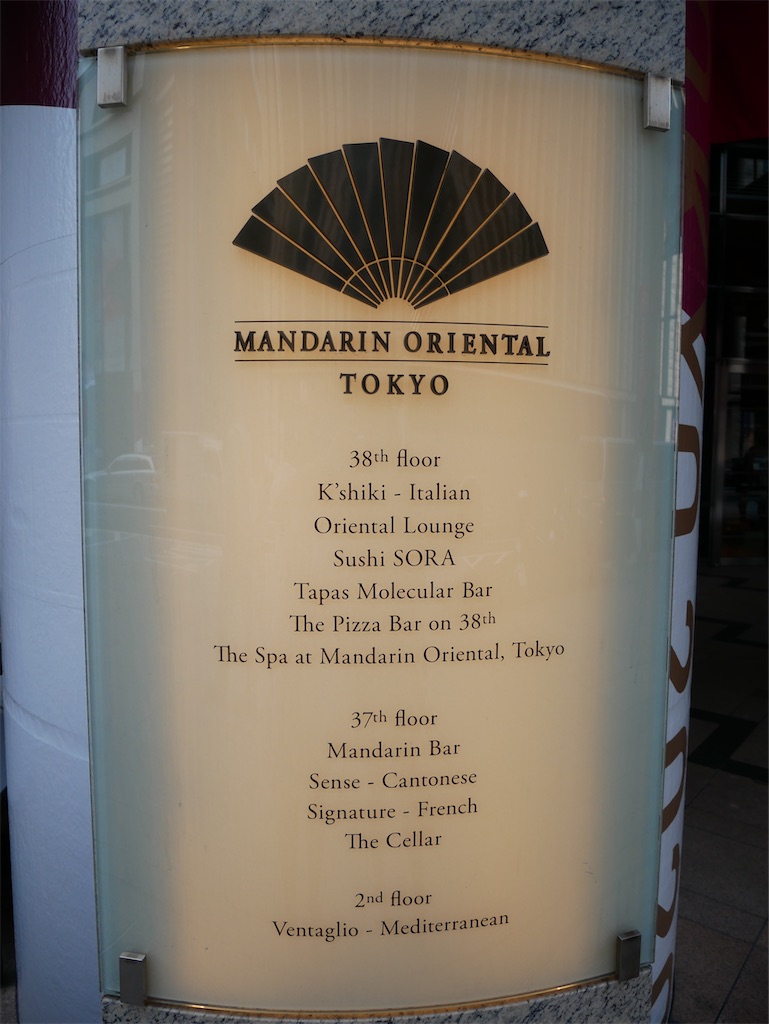 MANDARIN ORIENTAL
TOKYO
38th floor
K'shiki - Italian
Oriental Lounge
Sushi SORA
Tapas Molecular Bar
The Pizza Bar on 38th
The Spa at Mandarin Oriental, Tokyo
37th floor
Mandarin Bar
Sense - Cantonese
Signature - French
The Cellar
2nd floor
Ventaglio - Mediterranean